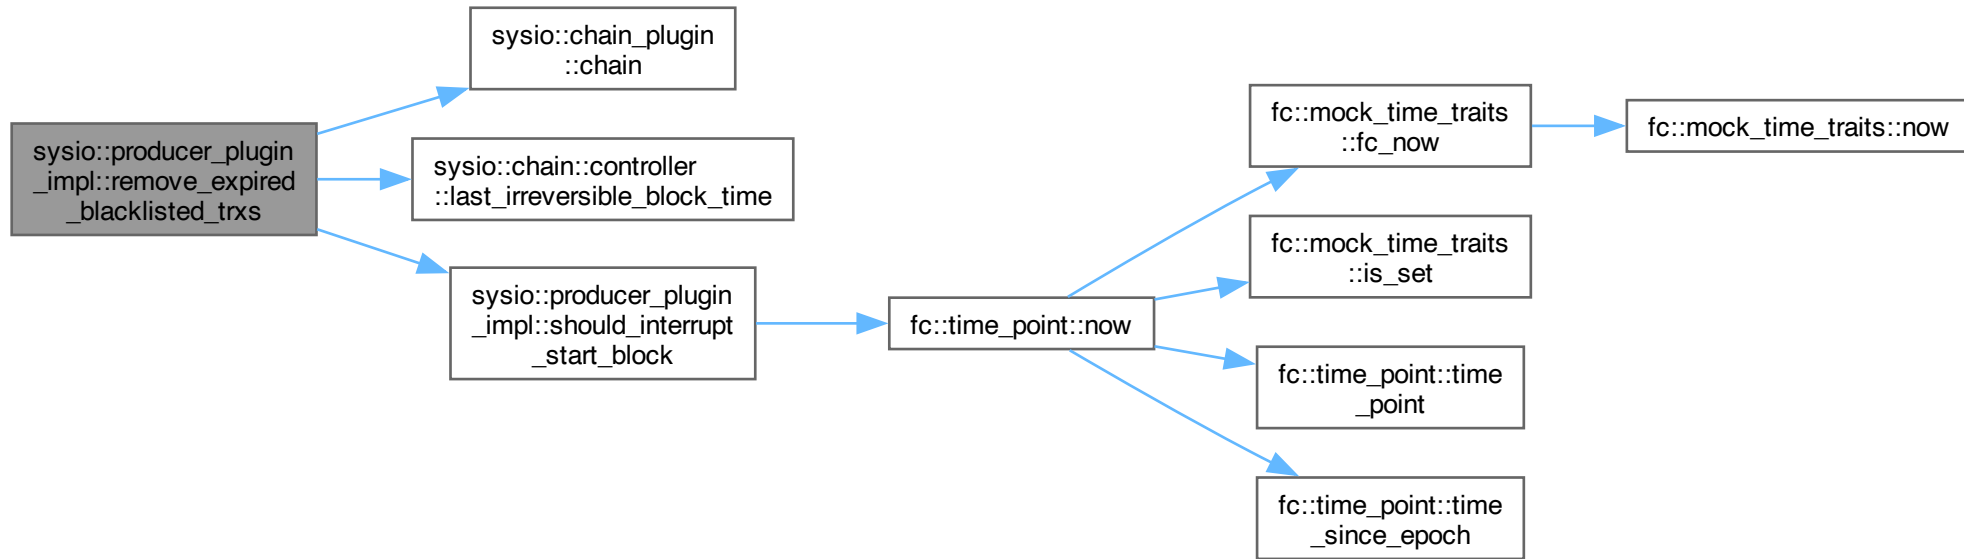 sysio::producer_plugin
_impl::remove_expired
_blacklisted_trxs
sysio::chain_plugin
::chain
sysio::chain::controller
::last_irreversible_block_time
sysio::producer_plugin
_impl::should_interrupt
_start_block
fc::time_point::now
fc::mock_time_traits
::fc_now
fc::mock_time_traits::now
fc::mock_time_traits
::is_set
fc::time_point::time
_point
fc::time_point::time
_since_epoch